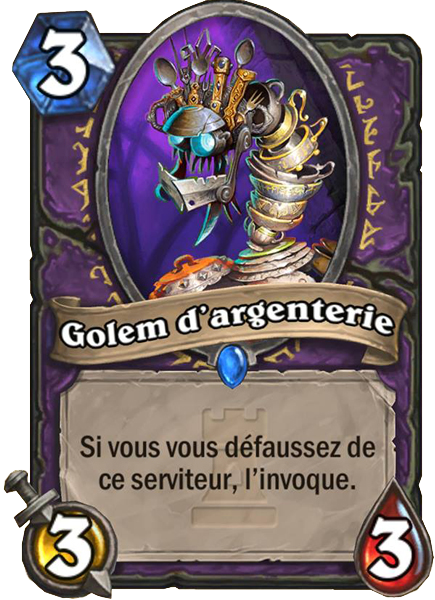 3
Golem d'argenterie
Si vous vous défaussez de
ce serviteur, l'invoque.
3
3